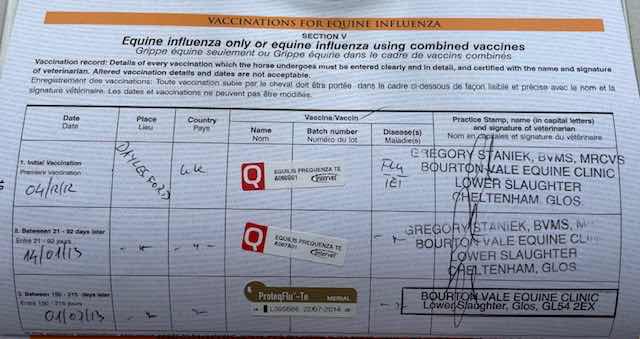 VACCINATIONS FOR EQUINE INFLUENZA
SECTION V
Equine influenza only or equine influenza using combined vaccines
Grippe équine seulement ou Grippe équine dans le cadre de vaccins combinés
Vaccination record: Details of every vaccination which the horse undergoes must be entered clearly and in detail, and certified with the name and signature
of veterinarian. Altered vaccination details and dates are not acceptable.
Enregistrement des vaccinations: Toute vaccination subie par le cheval doit être portée dans le cadre ci-dessous de façon lisible et précise avec le nom et la
signature vétérinaire. Les dates et vaccinations ne peuvent pas être modifiés.
Date
Date
Place
Lieu
Country
Pays
Vaccine/Vaccin
Name
Nom
Batch number
Numéro du lot
Disease(s)
Maladie(s)
Practice Stamp, name (in capital letters)
and signature of veterinarian
Nom en capitales et signature du vétérinaire
1. Initial Vaccination
Premiere vaccination
04/12/12
DAYLESFORD
UK
Q
EQUILIS PREQUENZA TE
Intervet
FLU
TET
GREGORY STANIEK, BVMS, MRCVS
BOURTON VALE EQUINE CLINIC
LOWER SLAUGHTER
CHELTENHAM, GLOS.
2. Between 21 - 92 days later
Entre 21 - 92 jours
14/01/13
Q
EQUILIS PREQUENZA TE
Intervet
GREGORY STANIEK, BVMS,
BOURTON VALE EQUINE
LOWER SLAUGHTER
CHELTENHAM, GLOS.
3. Between 150 - 215 days later
Entre 150 - 215 jours
01/07/13
ProteqFlu-Te MERIAL
BOURTON VALE EQUINE CLINIC
Lower Slaughter, Glos, GL54 2EX